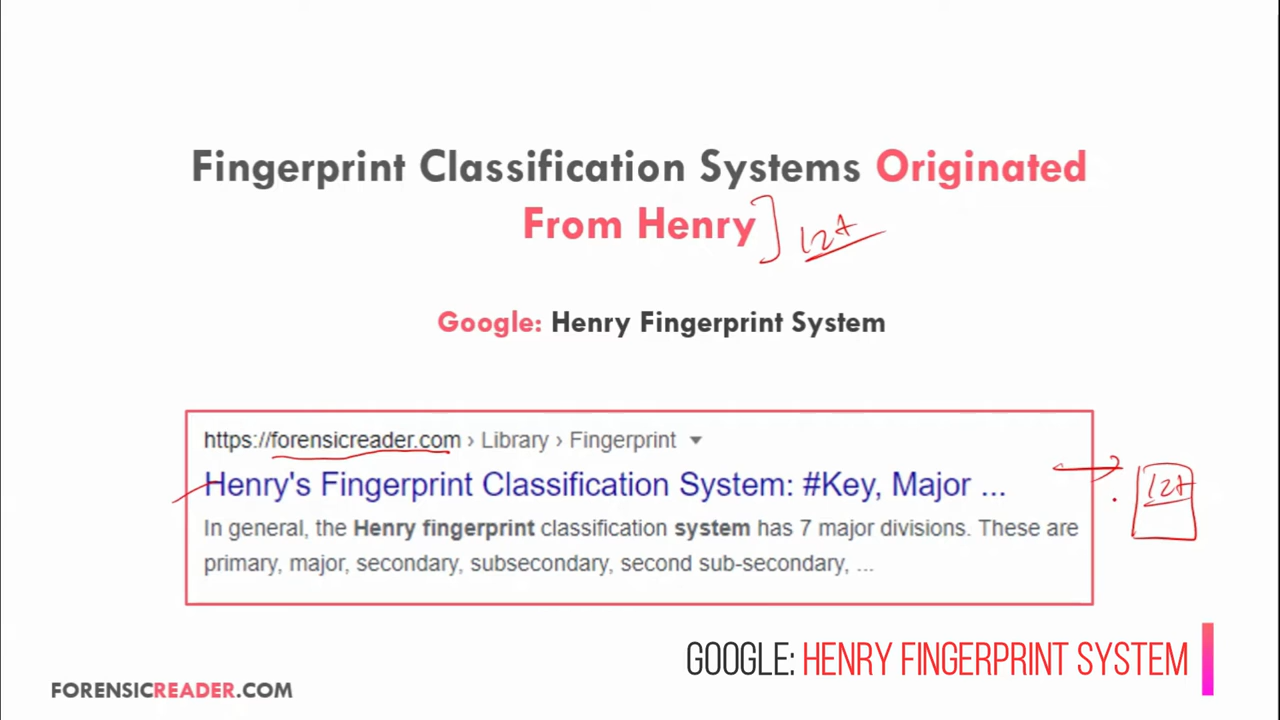 Fingerprint Classification Systems Originated
From Henry
12+
Google: Henry Fingerprint System
https://forensicreader.com › Library › Fingerprint
Henry's Fingerprint Classification System: #Key, Major ...
12+
In general, the Henry fingerprint classification system has 7 major divisions. These are
primary, major, secondary, subsecondary, second sub-secondary, ...
GOOGLE: HENRY FINGERPRINT SYSTEM
FORENSICREADER.COM